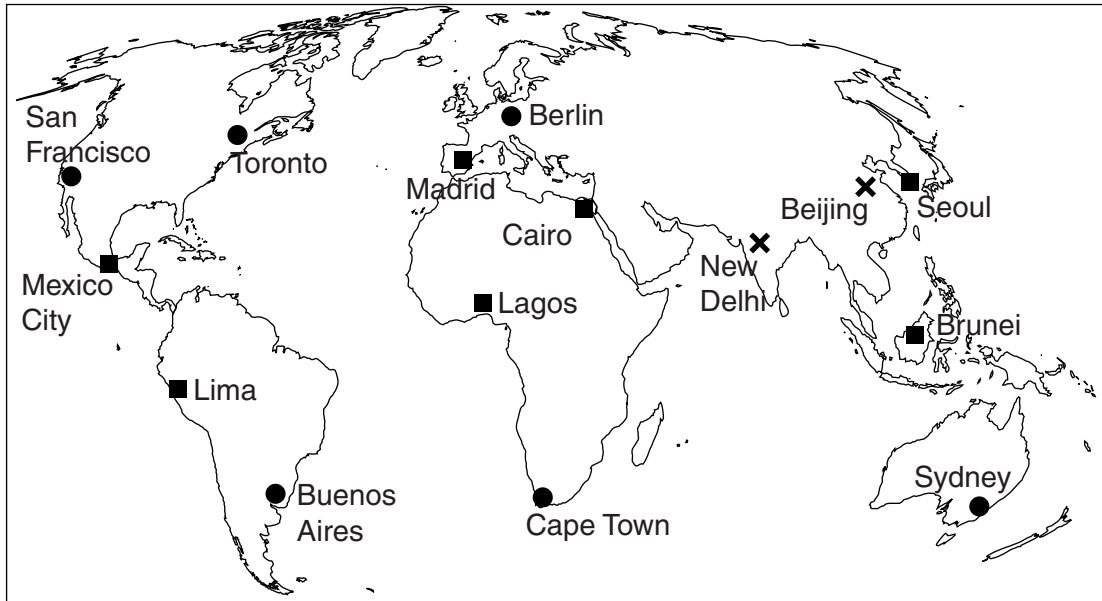 San
Francisco
Toronto
Berlin
Madrid
Cairo
Beijing
Seoul
New
Delhi
Mexico
City
Lagos
Brunei
Lima
Buenos
Aires
Cape Town
Sydney